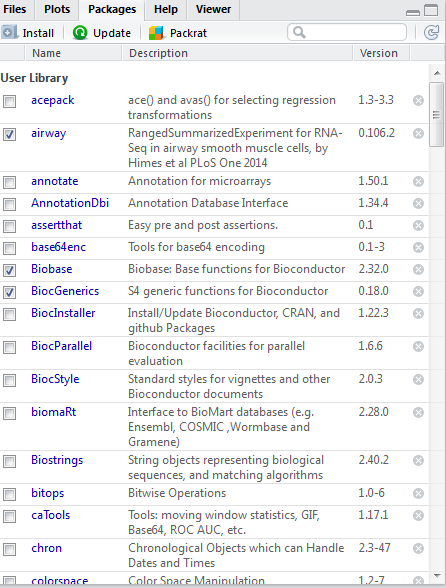 Files Plots Packages Help Viewer
Install Update Packrat
Name Description Version
User Library
acepack ace() and avas() for selecting regression 1.3-3.3
transformations
airway RangedSummarizedExperiment for RNA- 0.106.2
Seq in airway smooth muscle cells, by
Himes et al PLoS One 2014
annotate Annotation for microarrays 1.50.1
AnnotationDbi Annotation Database Interface 1.34.4
assertthat Easy pre and post assertions. 0.1
base64enc Tools for base64 encoding 0.1-3
Biobase Biobase: Base functions for Bioconductor 2.32.0
BiocGenerics S4 generic functions for Bioconductor 0.18.0
BiocInstaller Install/Update Bioconductor, CRAN, and 1.22.3
github Packages
BiocParallel Bioconductor facilities for parallel 1.6.6
evaluation
BiocStyle Standard styles for vignettes and other 2.0.3
Bioconductor documents
biomaRt Interface to BioMart databases (e.g. 2.28.0
Ensembl, COSMIC ,Wormbase and
Gramene)
Biostrings String objects representing biological 2.40.2
sequences, and matching algorithms
bitops Bitwise Operations 1.0-6
caTools Tools: moving window statistics, GIF, 1.17.1
Base64, ROC AUC, etc.
chron Chronological Objects which can Handle 2.3-47
Dates and Times
colorspace Color Space Manipulation 1.2-7